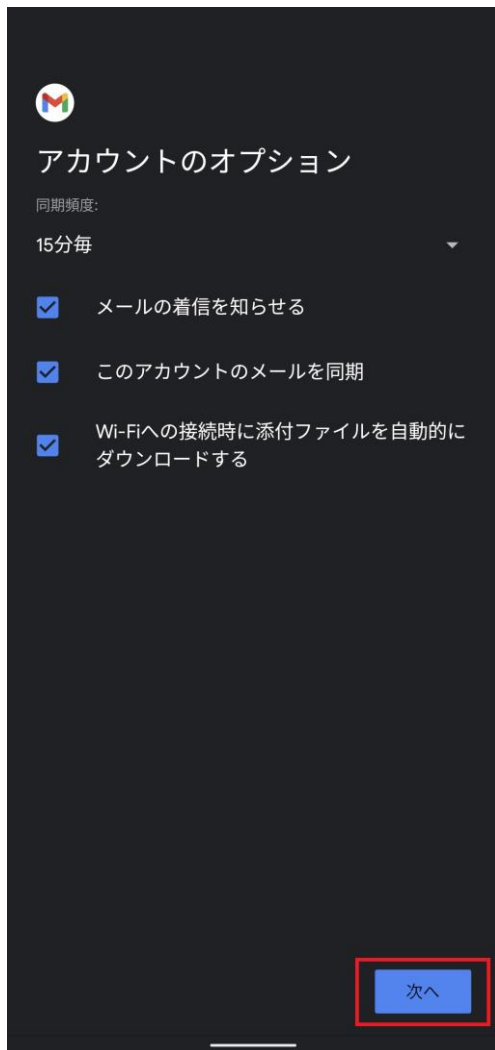 アカウントのオプション
同期頻度:
15分毎
メールの着信を知らせる
このアカウントのメールを同期
Wi-Fiへの接続時に添付ファイルを自動的に
ダウンロードする
次へ